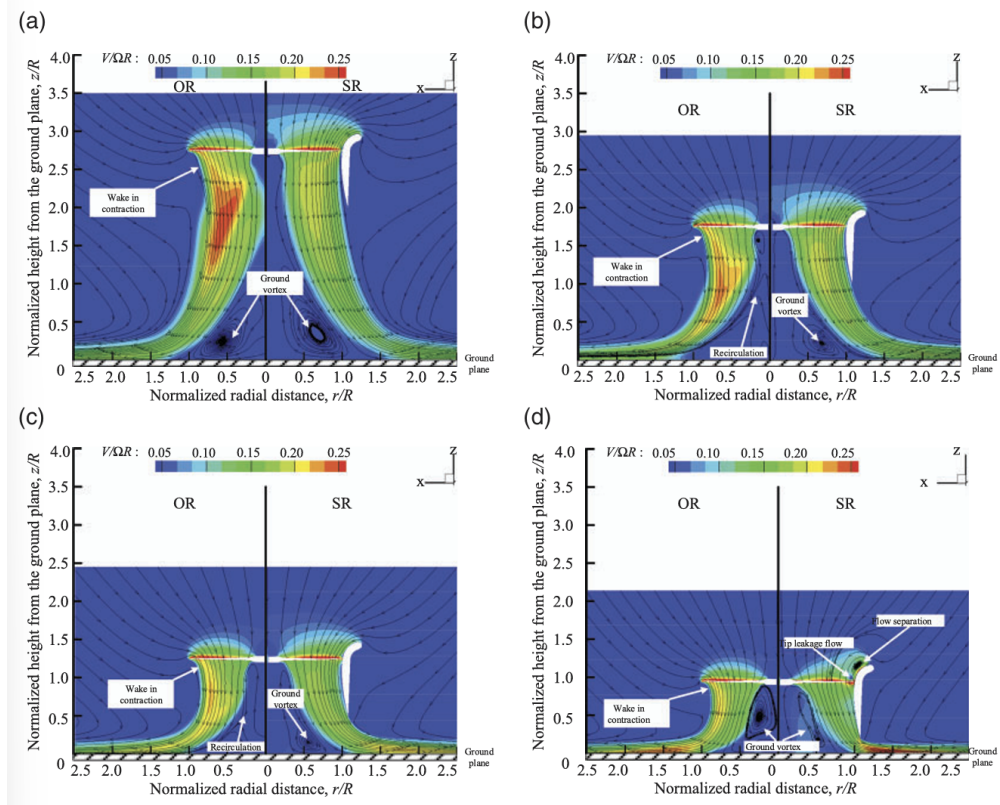 (a)
V/ΩR : 0.05 0.10 0.15 0.20 0.25
OR
SR
z
x
Normalized height from the ground plane, z/R
4.0
3.5
3.0
2.5
2.0
1.5
1.0
0.5
0
Wake in
contraction
Ground
vortex
Ground
plane
2.5 2.0 1.5 1.0 0.5 0 0.5 1.0 1.5 2.0 2.5
Normalized radial distance, r/R
(b)
V/ΩR : 0.05 0.10 0.15 0.20 0.25
OR
SR
z
x
Normalized height from the ground plane, z/R
4.0
3.5
3.0
2.5
2.0
1.5
1.0
0.5
0
Wake in
contraction
Ground
vortex
Recirculation
Ground
plane
2.5 2.0 1.5 1.0 0.5 0 0.5 1.0 1.5 2.0 2.5
Normalized radial distance, r/R
(c)
V/ΩR : 0.05 0.10 0.15 0.20 0.25
z
x
OR
SR
Normalized height from the ground plane, z/R
4.0
3.5
3.0
2.5
2.0
1.5
1.0
0.5
0
Wake in
contraction
Ground
vortex
Recirculation
Ground
plane
2.5 2.0 1.5 1.0 0.5 0 0.5 1.0 1.5 2.0 2.5
Normalized radial distance, r/R
(d)
V/ΩR : 0.05 0.10 0.15 0.20 0.25
z
x
OR
SR
Normalized height from the ground plane, z/R
4.0
3.5
3.0
2.5
2.0
1.5
1.0
0.5
0
Flow separation
Tip leakage flow
Wake in
contraction
Ground vortex
Ground
plane
2.5 2.0 1.5 1.0 0.5 0 0.5 1.0 1.5 2.0 2.5
Normalized radial distance, r/R